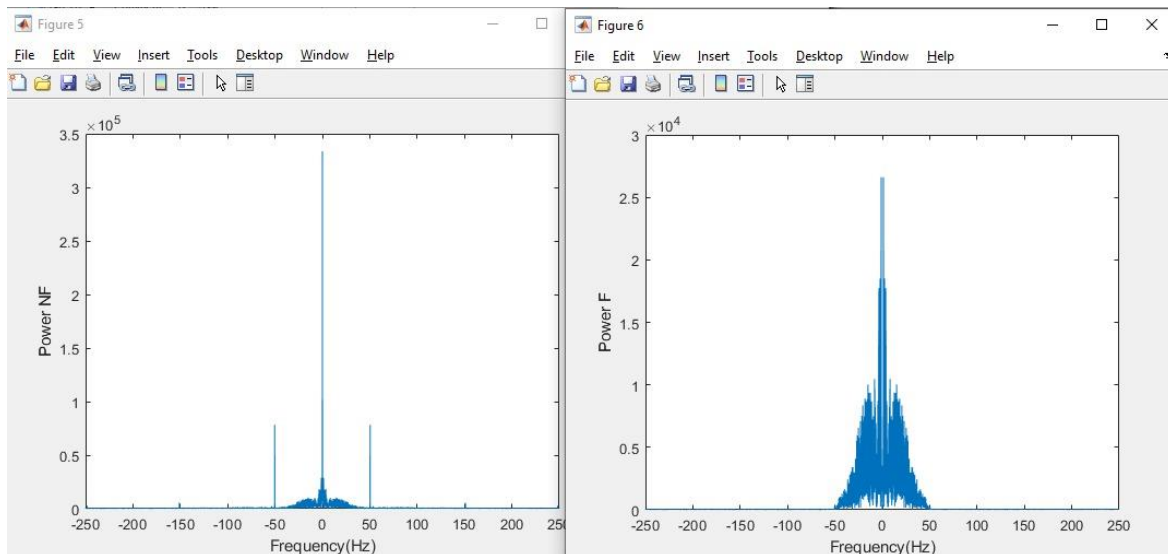 Figure 5
File Edit View Insert Tools Desktop Window Help
×10^5
3.5
3
2.5
2
1.5
1
0.5
0
Power NF
-250 -200 -150 -100 -50 0 50 100 150 200 250
Frequency(Hz)
Figure 6
File Edit View Insert Tools Desktop Window Help
×10^4
3
2.5
2
1.5
1
0.5
0
Power F
-250 -200 -150 -100 -50 0 50 100 150 200 250
Frequency(Hz)